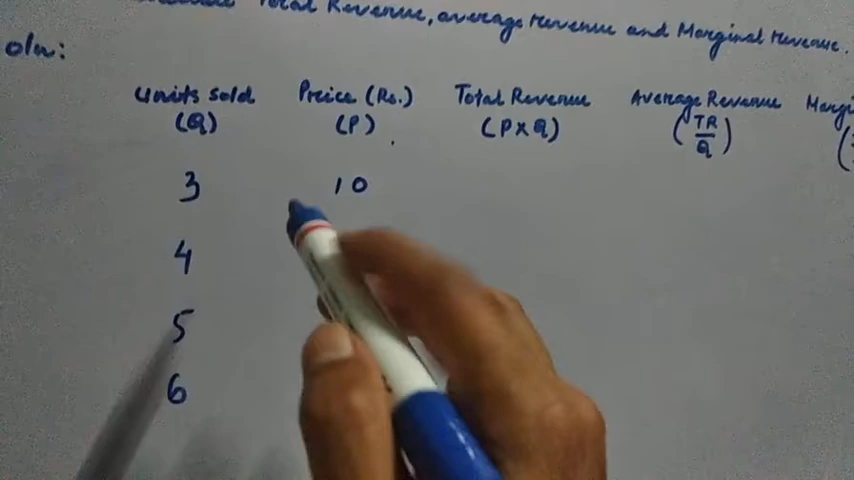 Total Revenue, average revenue and Marginal revenue.
oln:
Units sold Price (Rs.) Total Revenue Average Revenue
(Q) (P) (P x Q) (TR/Q)
3 10
4
5
6